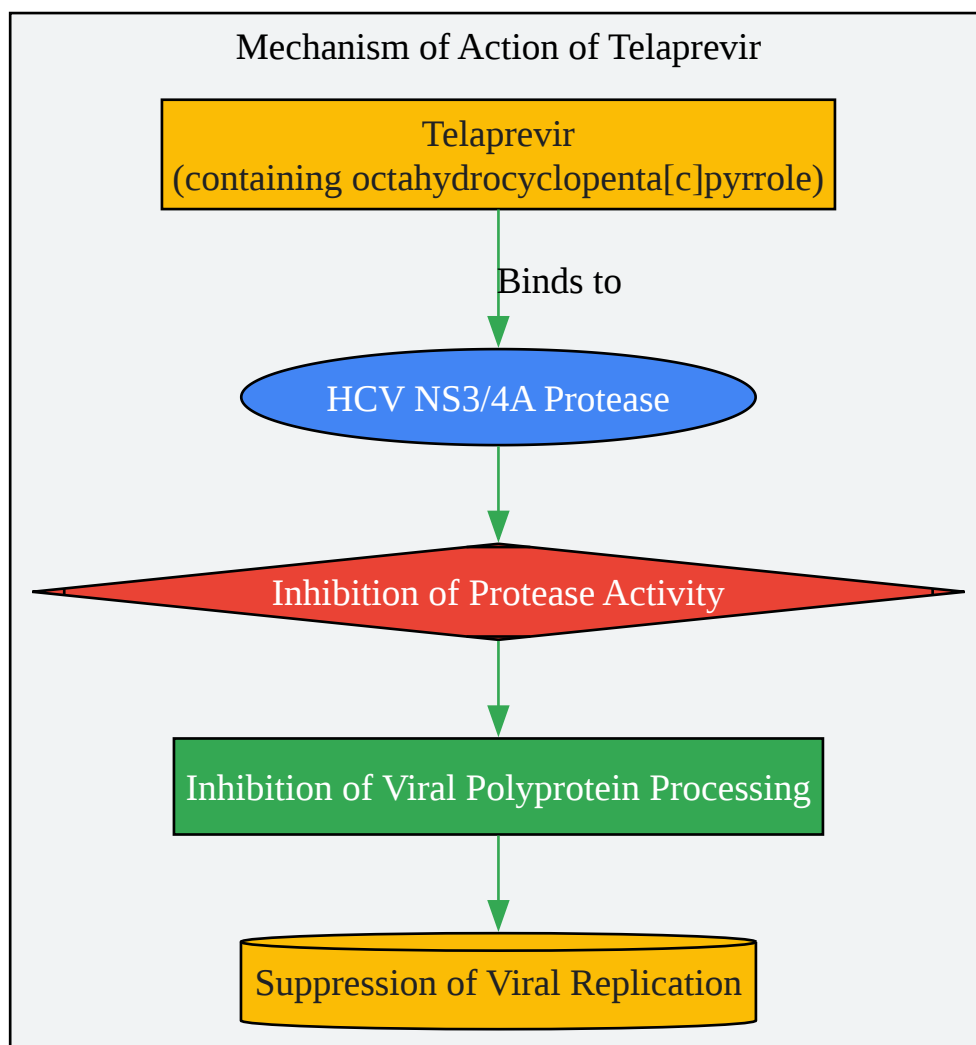 Mechanism of Action of Telaprevir
Telaprevir
(containing octahydrocyclopenta[c]pyrrole)
Binds to
HCV NS3/4A Protease
Inhibition of Protease Activity
Inhibition of Viral Polyprotein Processing
Suppression of Viral Replication